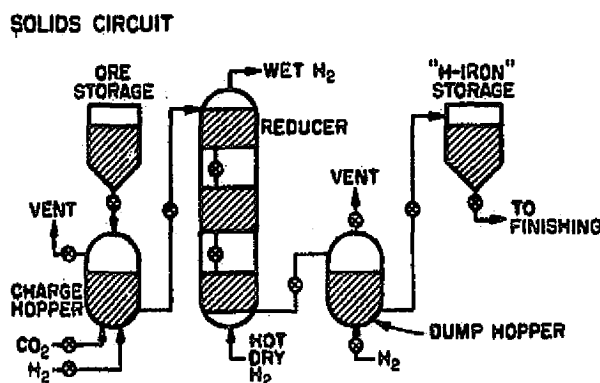 SOLIDS CIRCUIT
ORE
STORAGE
VENT
CHARGE
HOPPER
CO2
H2
WET H2
REDUCER
HOT
DRY
H2
VENT
H2
DUMP HOPPER
"H-IRON"
STORAGE
TO
FINISHING